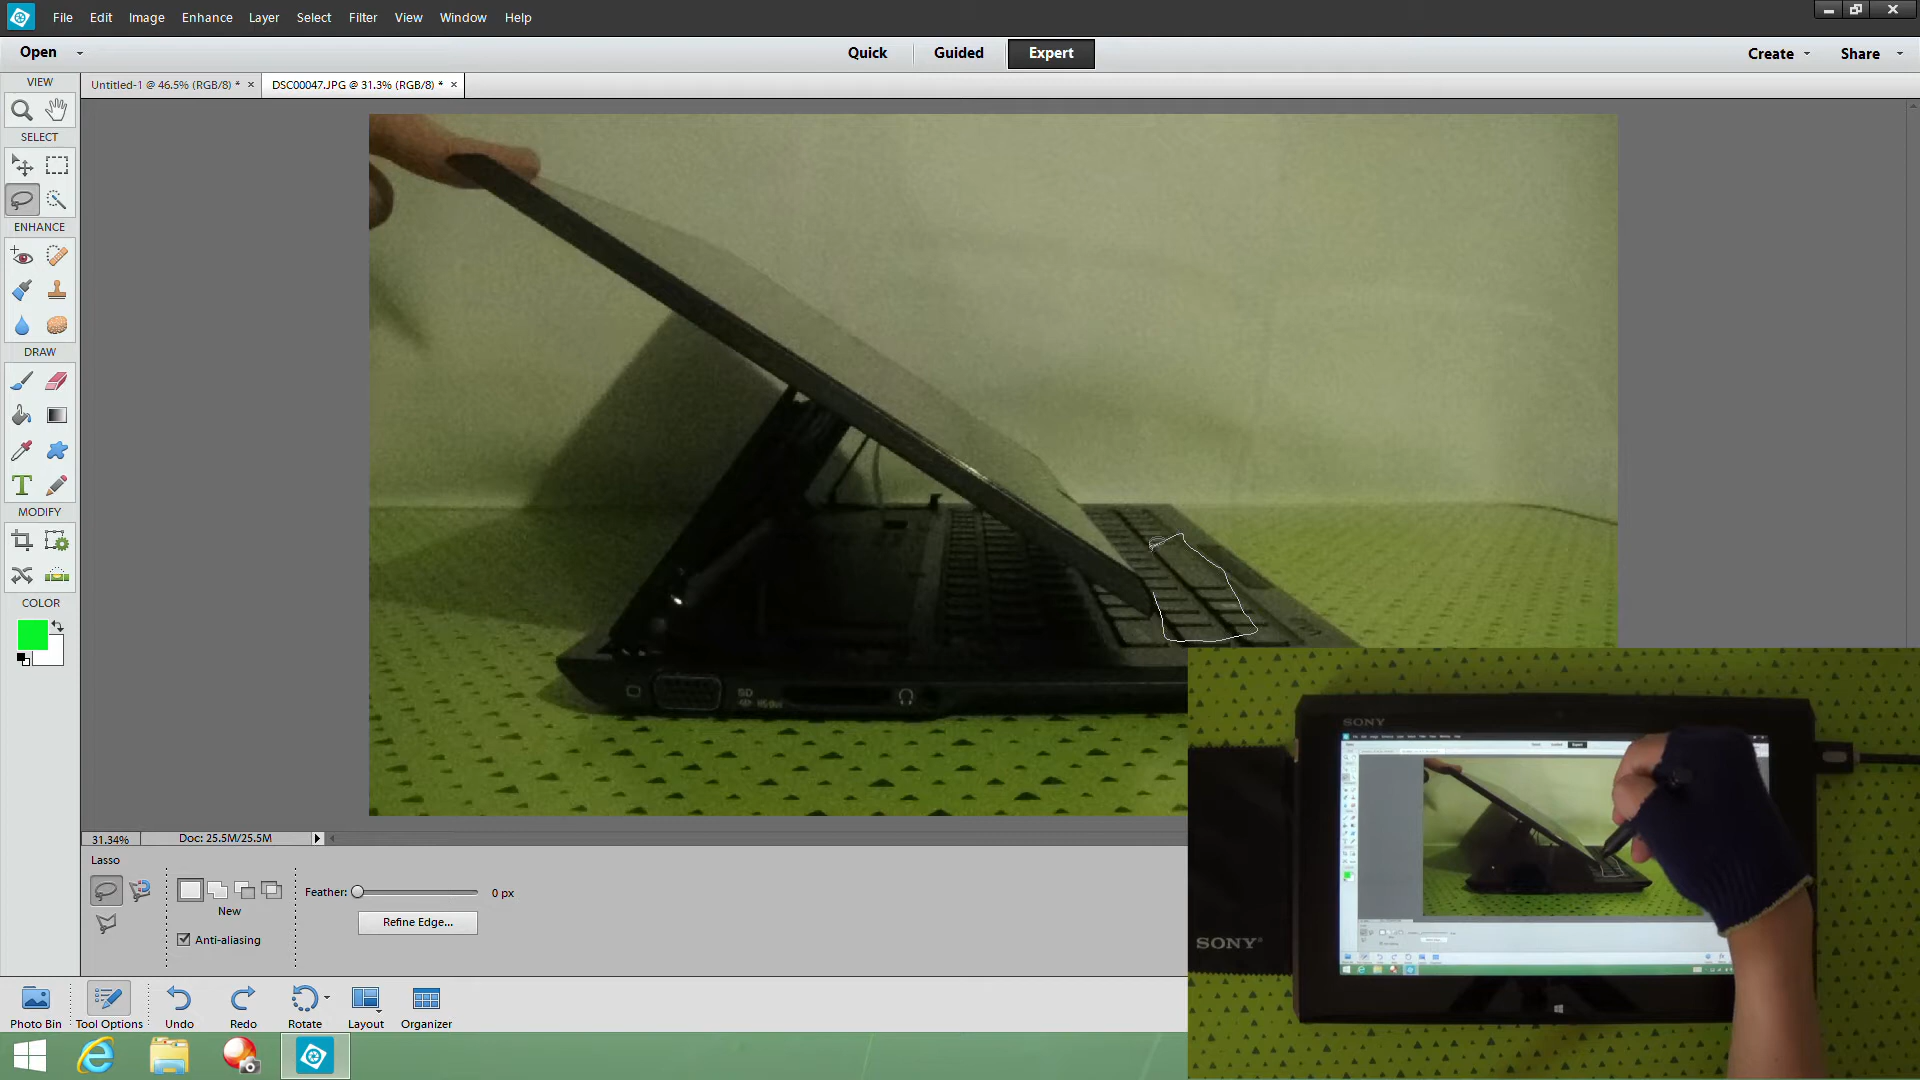 File Edit Image Enhance Layer Select Filter View Window Help
Open Quick Guided Expert Create Share
VIEW Untitled-1 @ 46.5% (RGB/8) * × DSC00047.JPG @ 31.3% (RGB/8) * ×
SELECT
ENHANCE
DRAW
T
MODIFY
COLOR
SD
SONY
SONY
31.34% Doc: 25.5M/25.5M
Lasso
Feather: 0 px
New
Refine Edge...
Anti-aliasing
Photo Bin Tool Options Undo Redo Rotate Layout Organizer